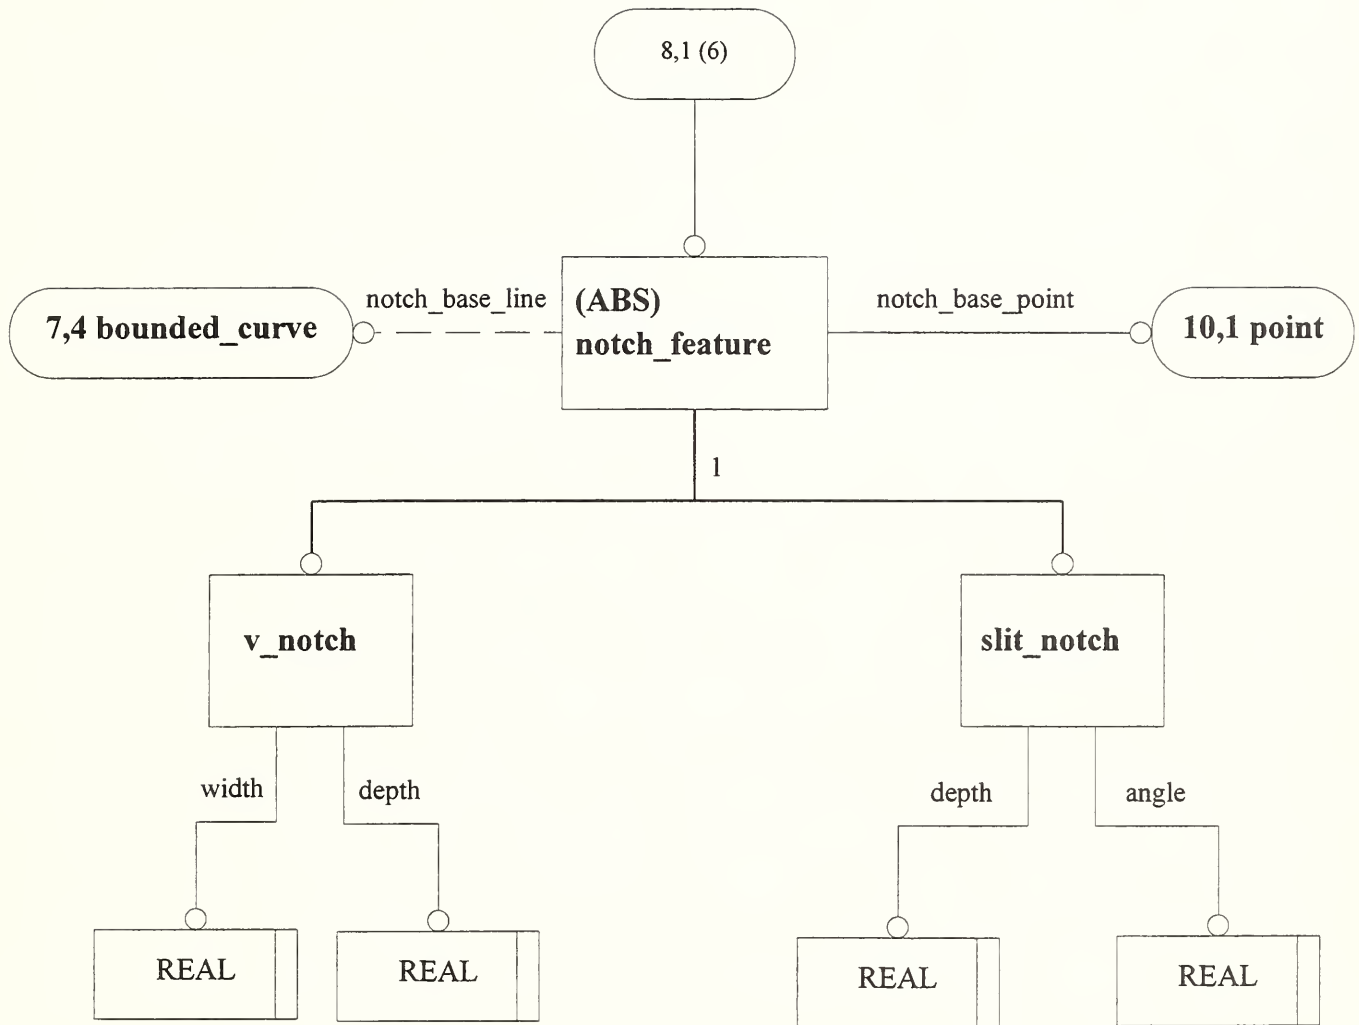 8,1 (6)
notch_base_line
(ABS)
notch_feature
notch_base_point
7,4 bounded_curve
10,1 point
1
v_notch
slit_notch
width
depth
depth
angle
REAL
REAL
REAL
REAL